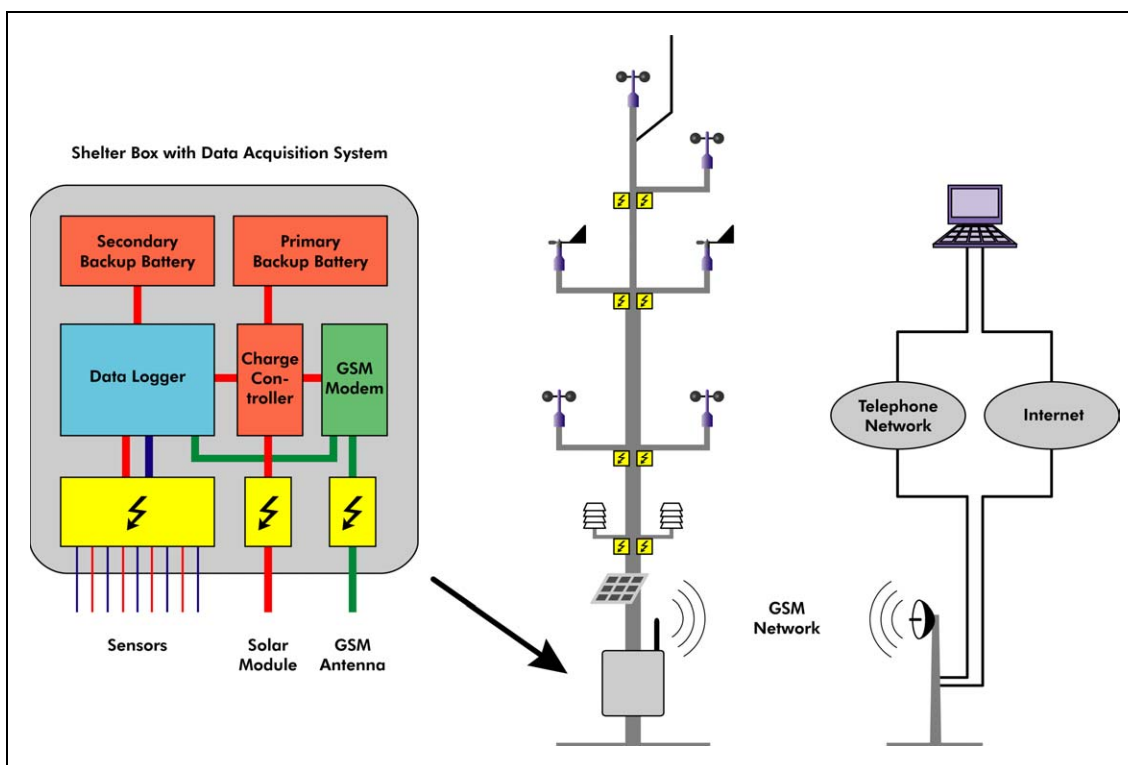 Shelter Box with Data Acquisition System
Secondary
Backup Battery
Primary
Backup Battery
Data Logger
Charge
Con-
troller
GSM
Modem
Sensors
Solar
Module
GSM
Antenna
GSM
Network
Telephone
Network
Internet